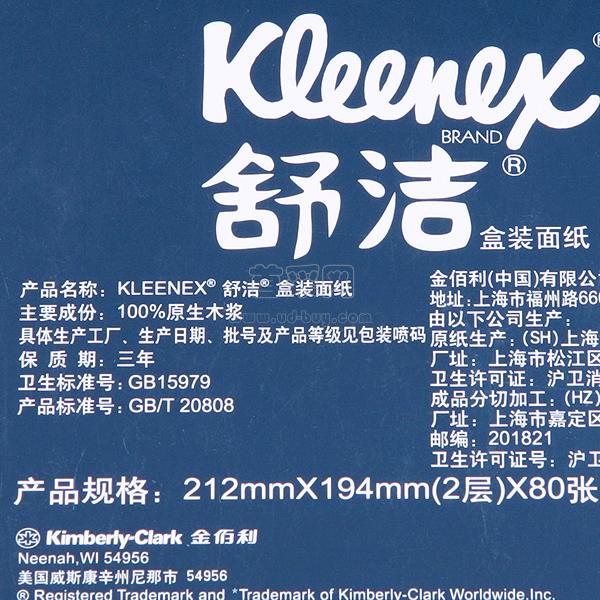 Kleenex
BRAND
舒洁®
盒装面纸
产品名称：KLEENEX® 舒洁® 盒装面纸
主要成份：100%原生木浆
具体生产工厂、生产日期、批号及产品等级见包装喷码
保 质 期：三年
卫生标准号：GB15979
产品标准号：GB/T 20808
金佰利(中国)有限公
地址：上海市福州路66
由以下公司生产：
原纸生产：(SH)上海
厂址：上海市松江区
卫生许可证：沪卫消
成品分切加工：(HZ)
厂址：上海市嘉定区
邮编：201821
卫生许可证号：沪卫
产品规格：212mmX194mm(2层)X80张
Kimberly-Clark 金佰利
Neenah,WI 54956
美国威斯康辛州尼那市 54956
® Registered Trademark and *Trademark of Kimberly-Clark Worldwide,Inc.
www.ud-buy.com